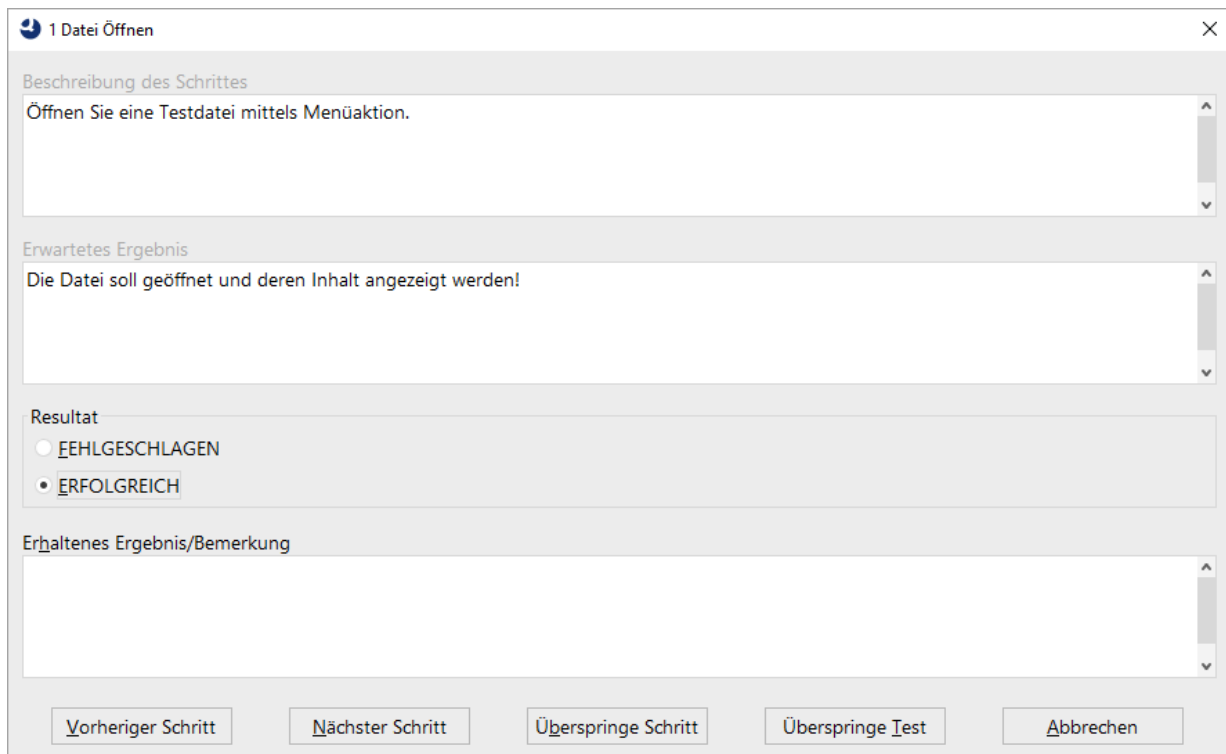 1 Datei Öffnen
Beschreibung des Schrittes
Öffnen Sie eine Testdatei mittels Menüaktion.
Erwartetes Ergebnis
Die Datei soll geöffnet und deren Inhalt angezeigt werden!
Resultat
FEHLGESCHLAGEN
ERFOLGREICH
Erhaltenes Ergebnis/Bemerkung
Vorheriger Schritt Nächster Schritt Überspringe Schritt Überspringe Test Abbrechen